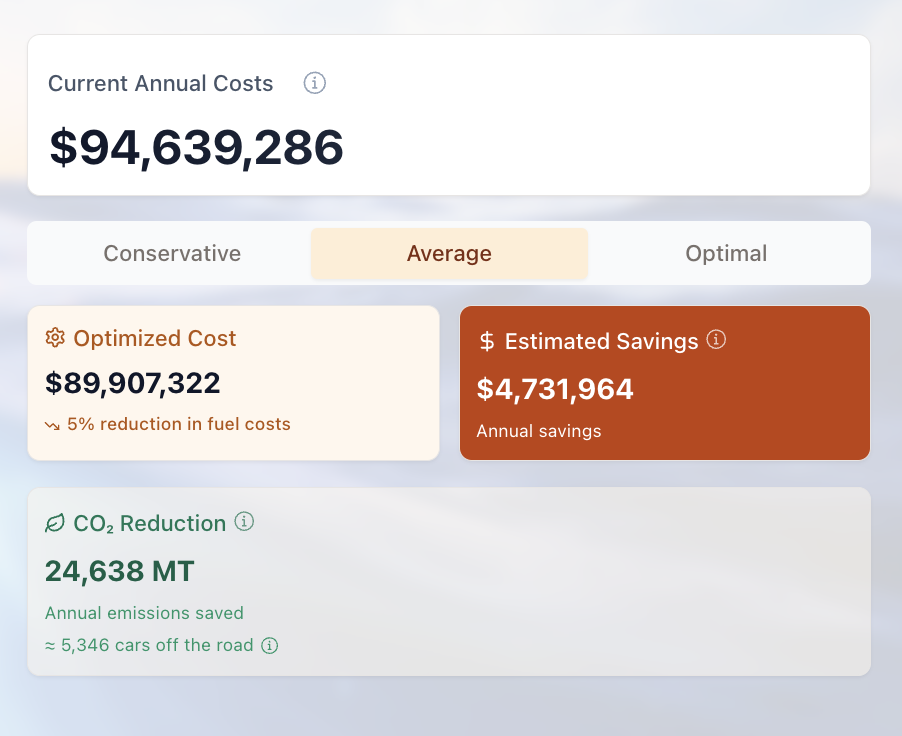 Current Annual Costs
$94,639,286
Conservative
Average
Optimal
Optimized Cost
$89,907,322
5% reduction in fuel costs
$ Estimated Savings
$4,731,964
Annual savings
CO₂ Reduction
24,638 MT
Annual emissions saved
≈ 5,346 cars off the road